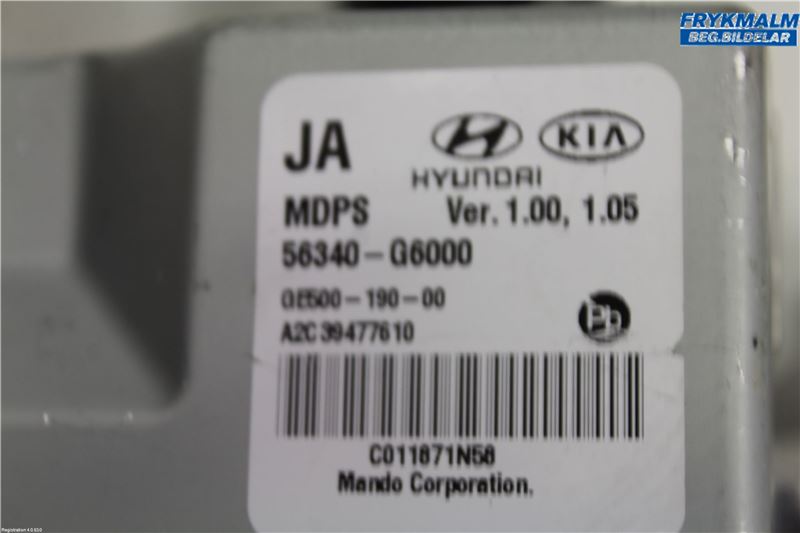 FRYKMALM
BEG.BILDELAR
JA
HYUNDAI
KIA
MDPS Ver. 1.00, 1.05
56340-G6000
GE500-190-00
A2C39477610
Pb
C011871N58
Mando Corporation.